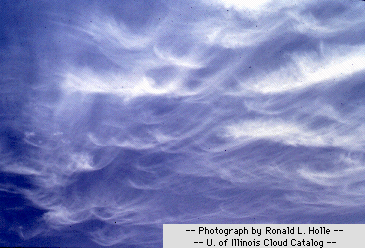 -- Photograph by Ronald L. Holle --
-- U. of Illinois Cloud Catalog --